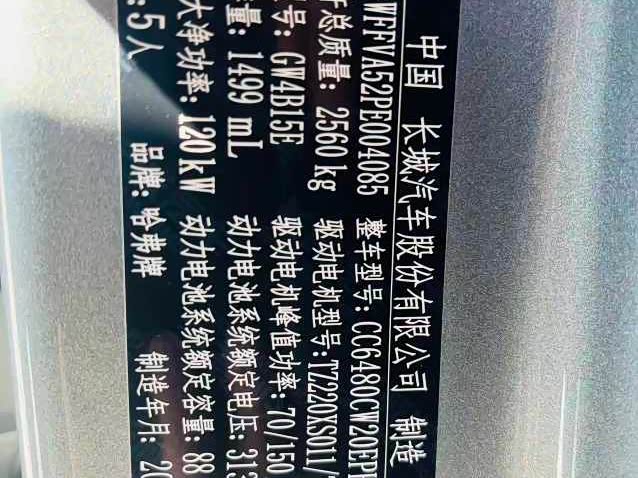 中国 长城汽车股份有限公司 制造
WFFVA52PE004085 整车型号:CC6480CW20EPH
总质量: 2560kg 驱动电机型号:TZ220XS011/
号: GW4B15E 驱动电机峰值功率:70/150
量: 1499 mL 动力电池系统额定电压:313
大净功率: 120kW 动力电池系统额定容量: 88
:5人 品牌:哈弗牌 制造年月: 20